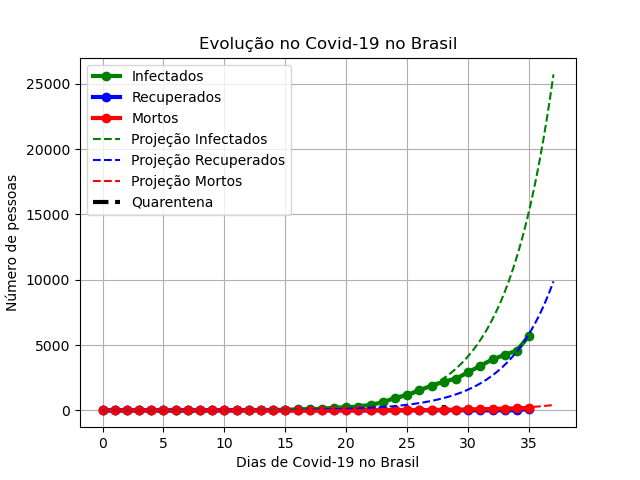 Evolução no Covid-19 no Brasil
Infectados
Recuperados
Mortos
Projeção Infectados
Projeção Recuperados
Projeção Mortos
Quarentena
Número de pessoas
25000
20000
15000
10000
5000
0
0 5 10 15 20 25 30 35
Dias de Covid-19 no Brasil